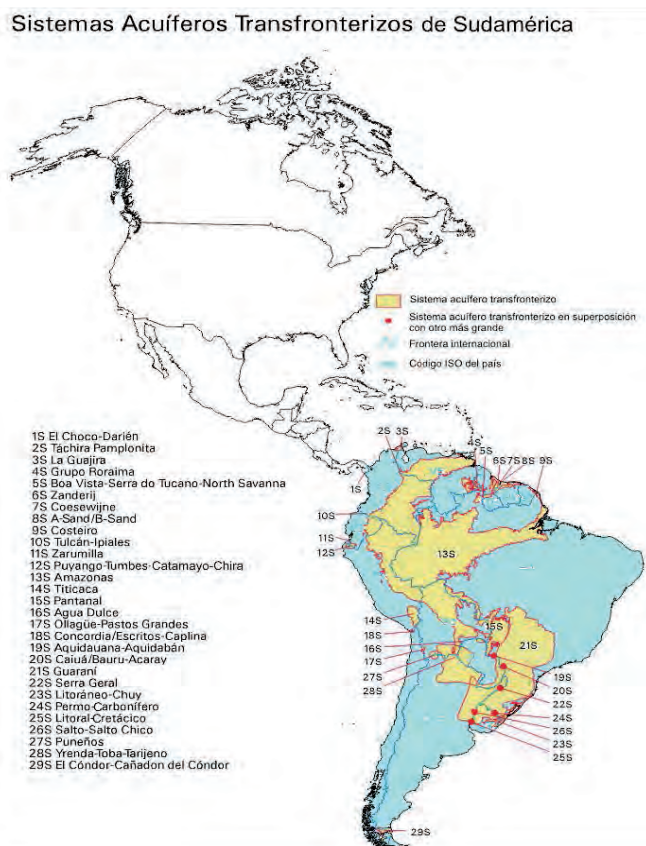 Sistemas Acuíferos Transfronterizos de Sudamérica
Sistema acuífero transfronterizo
Sistema acuífero transfronterizo en superposición
con otro más grande
Frontera internacional
Código ISO del país
1S El Choco-Darién
2S Táchira Pamplonita
3S La Guajira
4S Grupo Roraima
5S Boa Vista-Serra do Tucano-North Savanna
6S Zanderij
7S Coesewijne
8S A-Sand/B-Sand
9S Costeiro
10S Tulcán-Ipiales
11S Zarumilla
12S Puyango-Tumbes-Catamayo-Chira
13S Amazonas
14S Titicaca
15S Pantanal
16S Agua Dulce
17S Ollagüe-Pastos Grandes
18S Concordia/Escritos-Caplina
19S Aquidauana-Aquidabán
20S Caiuá/Bauru-Acaray
21S Guaraní
22S Serra Geral
23S Litoráneo-Chuy
24S Permo-Carbonífero
25S Litoral-Cretácico
26S Salto-Salto Chico
27S Puneños
28S Yrenda-Toba-Tarijeno
29S El Cóndor-Cañadon del Cóndor
2S 3S
4S
5S
6S 7S 8S 9S
1S
10S
11S
12S
13S
14S
15S
18S
21S
16S
17S
27S
28S
19S
20S
22S
24S
26S
23S
25S
29S